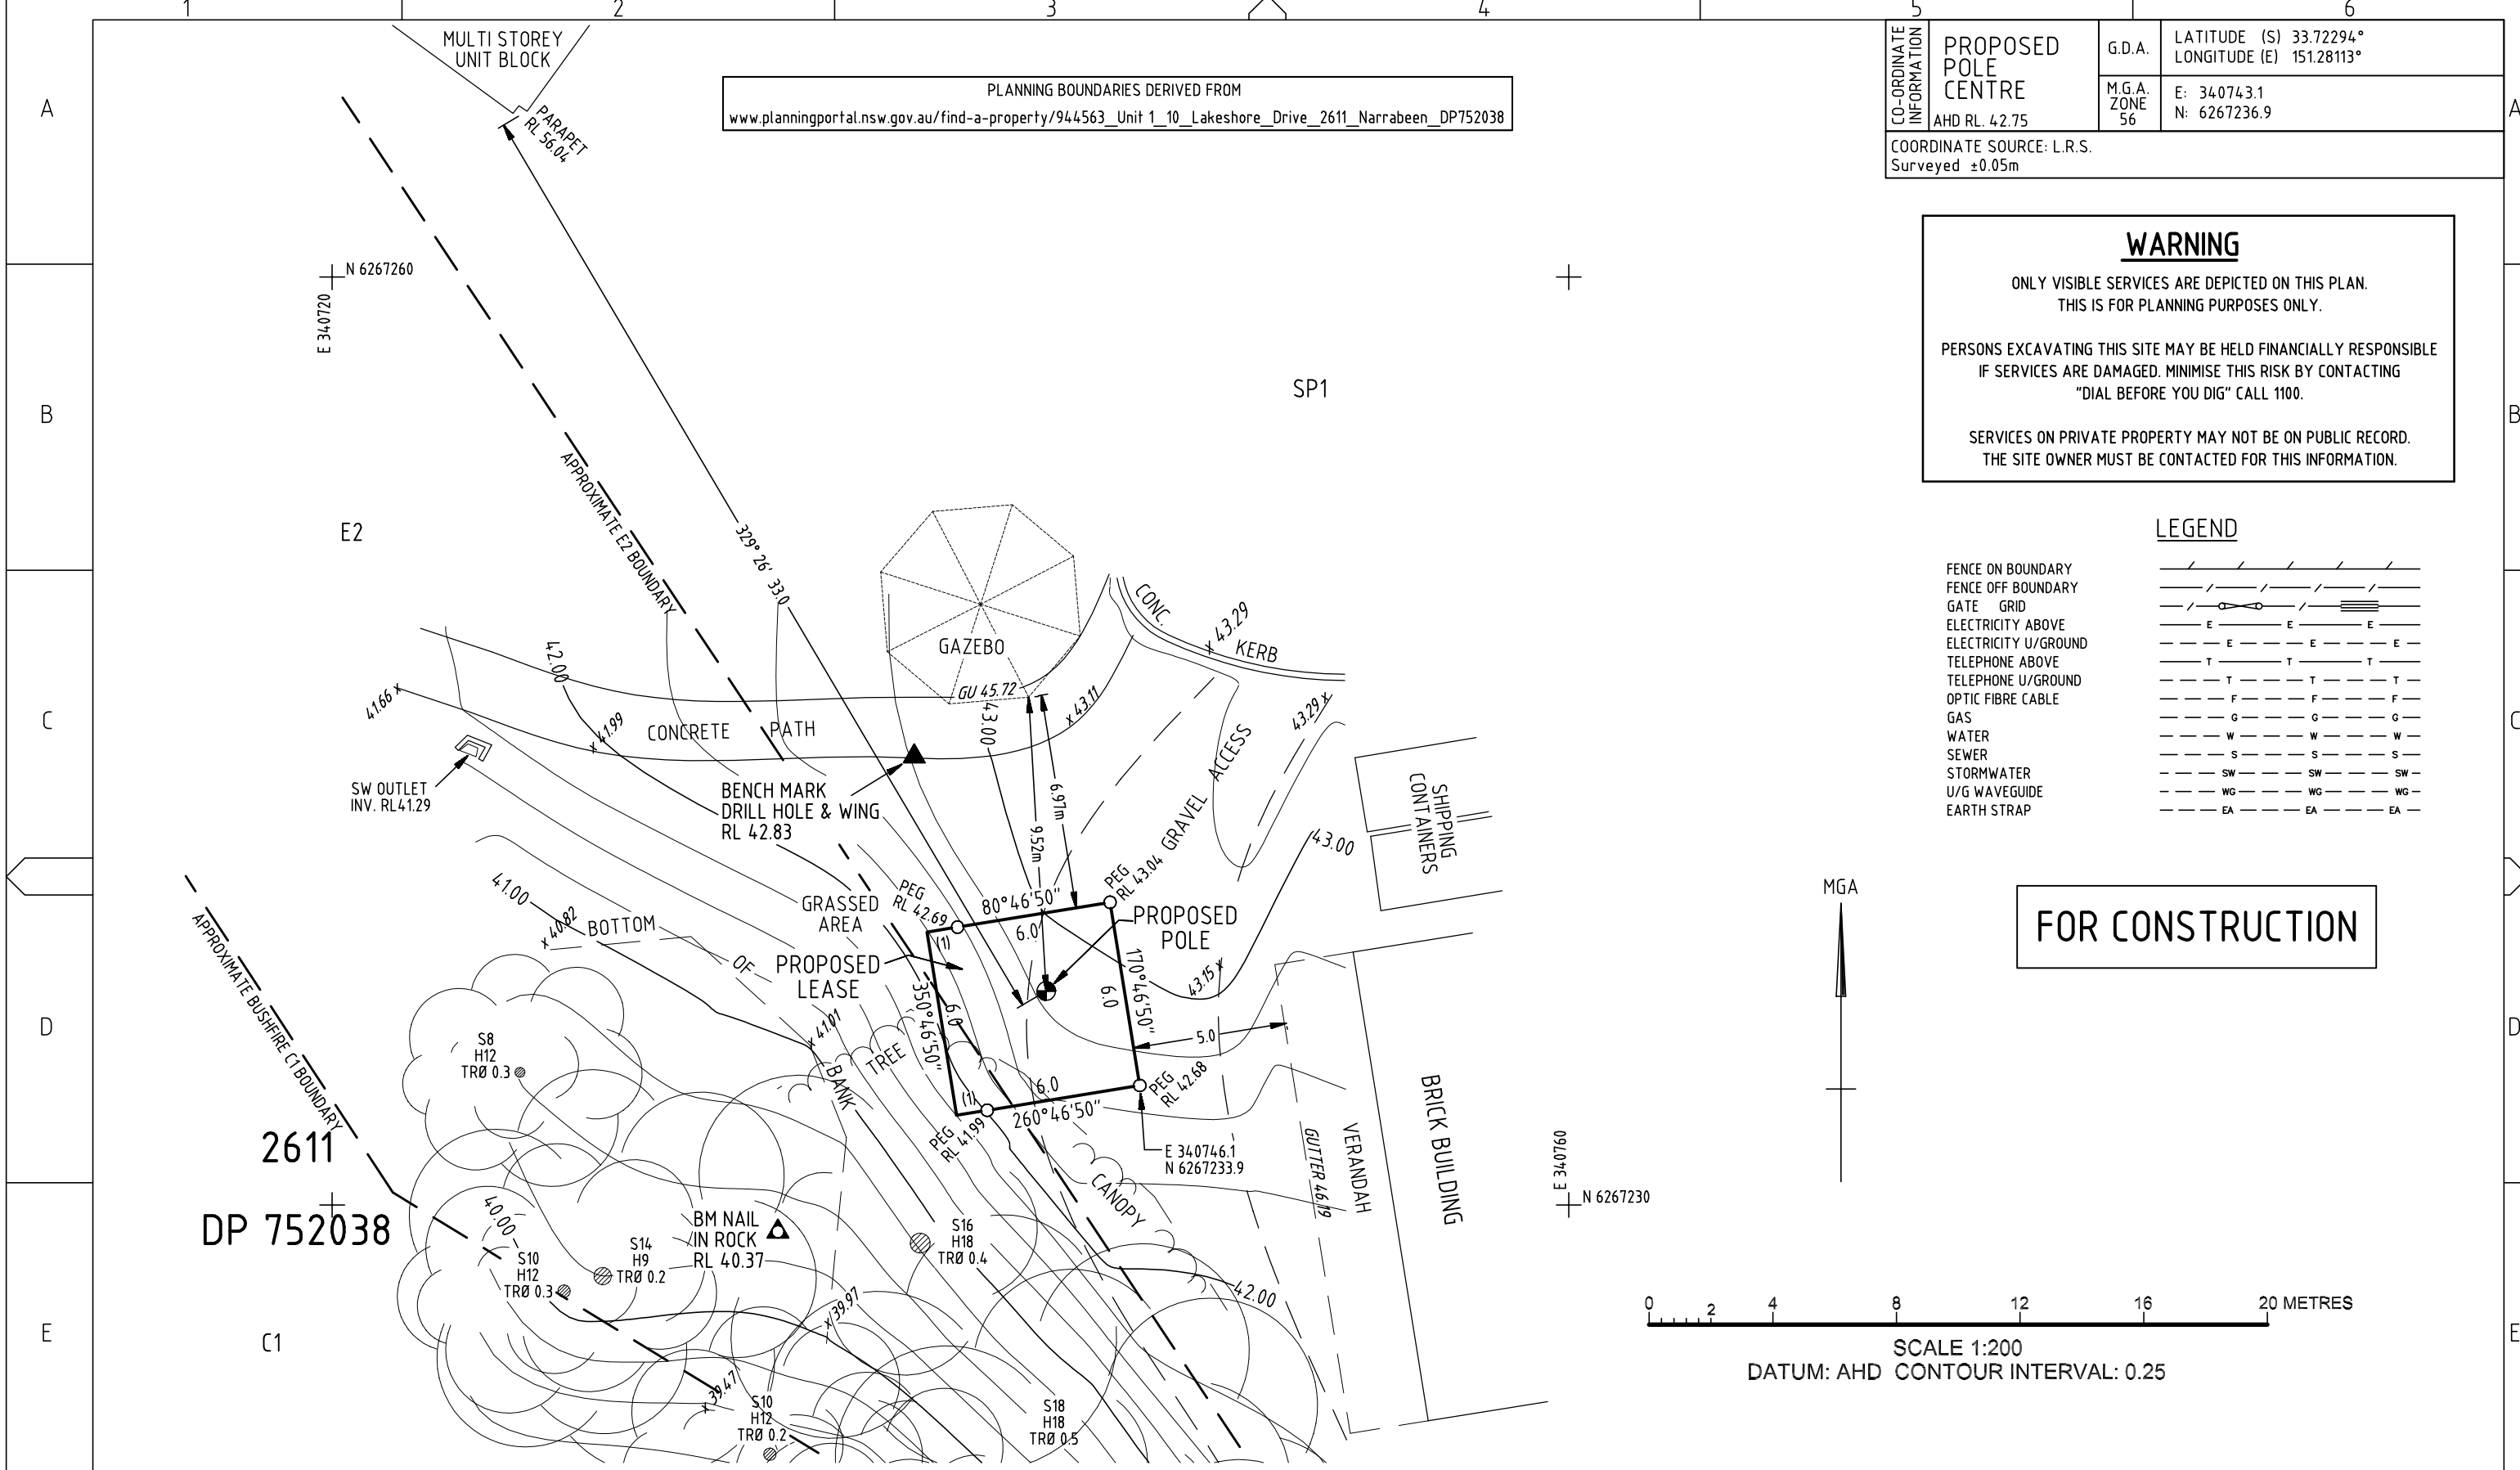 1 2 3 4 5 6
A
B
C
D
E
A
B
C
D
E
MULTI STOREY
UNIT BLOCK
PARAPET
RL 56.04
PLANNING BOUNDARIES DERIVED FROM
www.planningportal.nsw.gov.au/find-a-property/944563_Unit 1_10_Lakeshore_Drive_2611_Narrabeen_DP752038
CO-ORDINATE
INFORMATION
PROPOSED
POLE
CENTRE
AHD RL. 42.75
G.D.A.
LATITUDE (S) 33.72294°
LONGITUDE (E) 151.28113°
M.G.A.
ZONE
56
E: 340743.1
N: 6267236.9
COORDINATE SOURCE: L.R.S.
Surveyed ±0.05m
WARNING
ONLY VISIBLE SERVICES ARE DEPICTED ON THIS PLAN.
THIS IS FOR PLANNING PURPOSES ONLY.
PERSONS EXCAVATING THIS SITE MAY BE HELD FINANCIALLY RESPONSIBLE
IF SERVICES ARE DAMAGED. MINIMISE THIS RISK BY CONTACTING
"DIAL BEFORE YOU DIG" CALL 1100.
SERVICES ON PRIVATE PROPERTY MAY NOT BE ON PUBLIC RECORD.
THE SITE OWNER MUST BE CONTACTED FOR THIS INFORMATION.
LEGEND
FENCE ON BOUNDARY
FENCE OFF BOUNDARY
GATE GRID
ELECTRICITY ABOVE E E E
ELECTRICITY U/GROUND E E E
TELEPHONE ABOVE T T T
TELEPHONE U/GROUND T T T
OPTIC FIBRE CABLE F F F
GAS G G G
WATER W W W
SEWER S S S
STORMWATER SW SW SW
U/G WAVEGUIDE WG WG WG
EARTH STRAP EA EA EA
MGA
FOR CONSTRUCTION
0 2 4 8 12 16 20 METRES
SCALE 1:200
DATUM: AHD CONTOUR INTERVAL: 0.25
N 6267260
E 340720
SP1
E2
APPROXIMATE E2 BOUNDARY
329° 26' 33.0
GAZEBO
GU 45.72
CONC.
KERB
x 43.29
42.00
41.66 x
x 41.99
CONCRETE PATH
43.00
x 43.11
43.29 x
GRAVEL ACCESS
SW OUTLET
INV. RL41.29
BENCH MARK
DRILL HOLE & WING
RL 42.83
6.97m
9.52m
SHIPPING
CONTAINERS
43.00
41.00
x 40.82
BOTTOM
OF
BANK
GRASSED
AREA
PEG
RL 42.69
80°46'50"
6.0
PEG
RL 43.04
PROPOSED
POLE
PROPOSED
LEASE
(1)
350°46'50"
6.0
170°46'50"
6.0
43.15 x
5.0
x 41.01
TREE
CANOPY
6.0
(1)
260°46'50"
PEG
RL 42.68
PEG
RL 41.99
E 340746.1
N 6267233.9
GUTTER 46.19
VERANDAH
BRICK BUILDING
E 340760
N 6267230
APPROXIMATE BUSHFIRE C1 BOUNDARY
S8
H12
TRØ 0.3
2611
DP 752038
40.00
S10
H12
TRØ 0.3
S14
H9
TRØ 0.2
BM NAIL
IN ROCK
RL 40.37
S16
H18
TRØ 0.4
42.00
C1
x 39.97
x 39.47
S10
H12
TRØ 0.2
S18
H18
TRØ 0.5